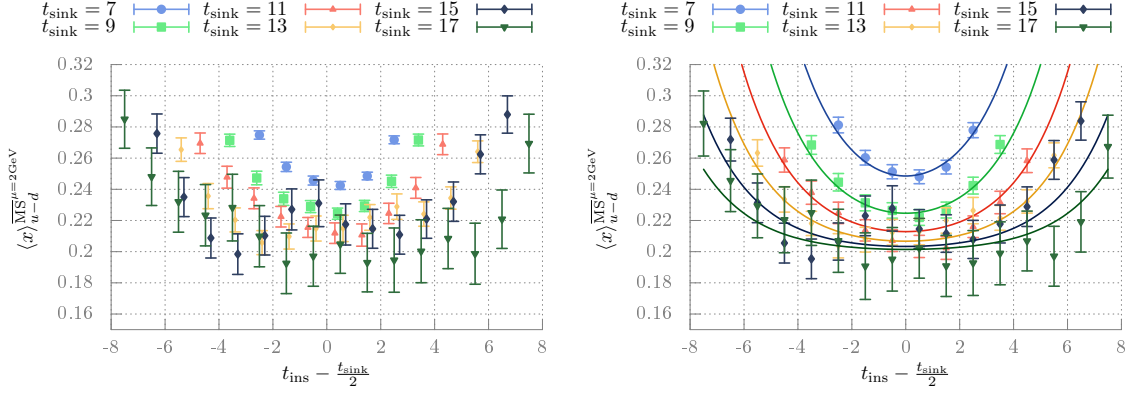 t_sink = 7 t_sink = 11 t_sink = 15 t_sink = 7 t_sink = 11 t_sink = 15
t_sink = 9 t_sink = 13 t_sink = 17 t_sink = 9 t_sink = 13 t_sink = 17
0.32 0.32
0.3 0.3
0.28 0.28
0.26 0.26
0.24 0.24
0.22 0.22
0.2 0.2
0.18 0.18
0.16 0.16
⟨x⟩_{u−d}^{\overline{MS} μ=2GeV} ⟨x⟩_{u−d}^{\overline{MS} μ=2GeV}
-8 -6 -4 -2 0 2 4 6 8 -8 -6 -4 -2 0 2 4 6 8
t_ins − t_sink/2 t_ins − t_sink/2